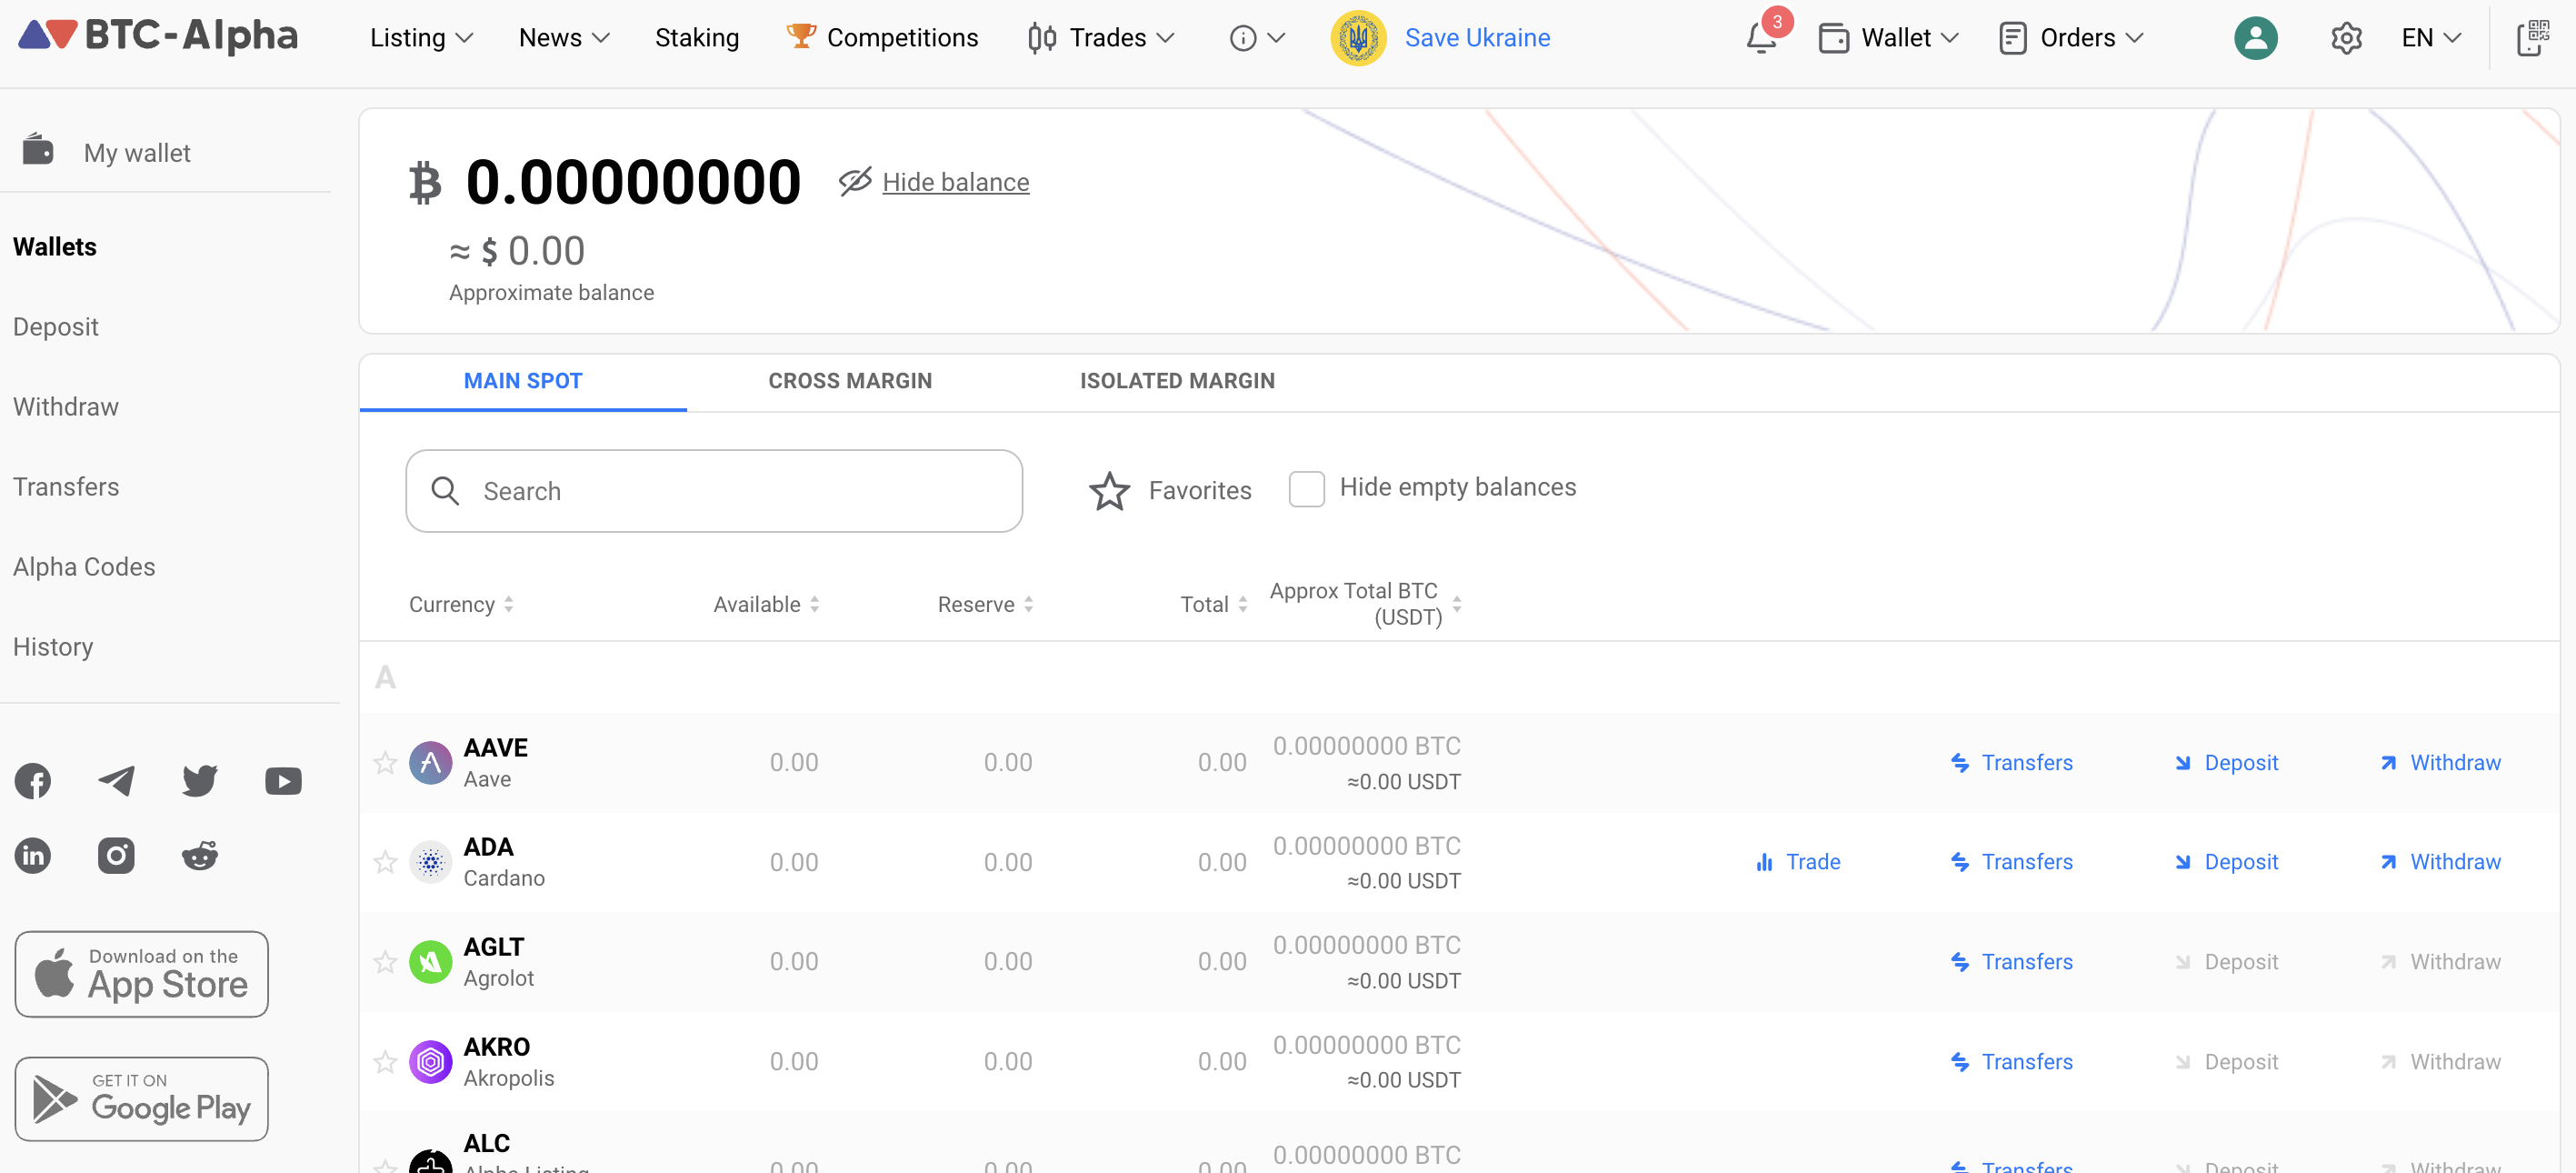 BTC-Alpha
Listing
News
Staking
Competitions
Trades
Save Ukraine
3
Wallet
Orders
EN
My wallet
Wallets
Deposit
Withdraw
Transfers
Alpha Codes
History
Download on the
App Store
GET IT ON
Google Play
0.00000000
Hide balance
≈ $ 0.00
Approximate balance
MAIN SPOT
CROSS MARGIN
ISOLATED MARGIN
Search
Favorites
Hide empty balances
Currency
Available
Reserve
Total
Approx Total BTC
(USDT)
A
AAVE
Aave
0.00
0.00
0.00
0.00000000 BTC
≈0.00 USDT
Transfers
Deposit
Withdraw
ADA
Cardano
0.00
0.00
0.00
0.00000000 BTC
≈0.00 USDT
Trade
Transfers
Deposit
Withdraw
AGLT
Agrolot
0.00
0.00
0.00
0.00000000 BTC
≈0.00 USDT
Transfers
Deposit
Withdraw
AKRO
Akropolis
0.00
0.00
0.00
0.00000000 BTC
≈0.00 USDT
Transfers
Deposit
Withdraw
ALC
Alpha Listing
0.00
0.00
0.00
0.00000000 BTC
Transfers
Deposit
Withdraw